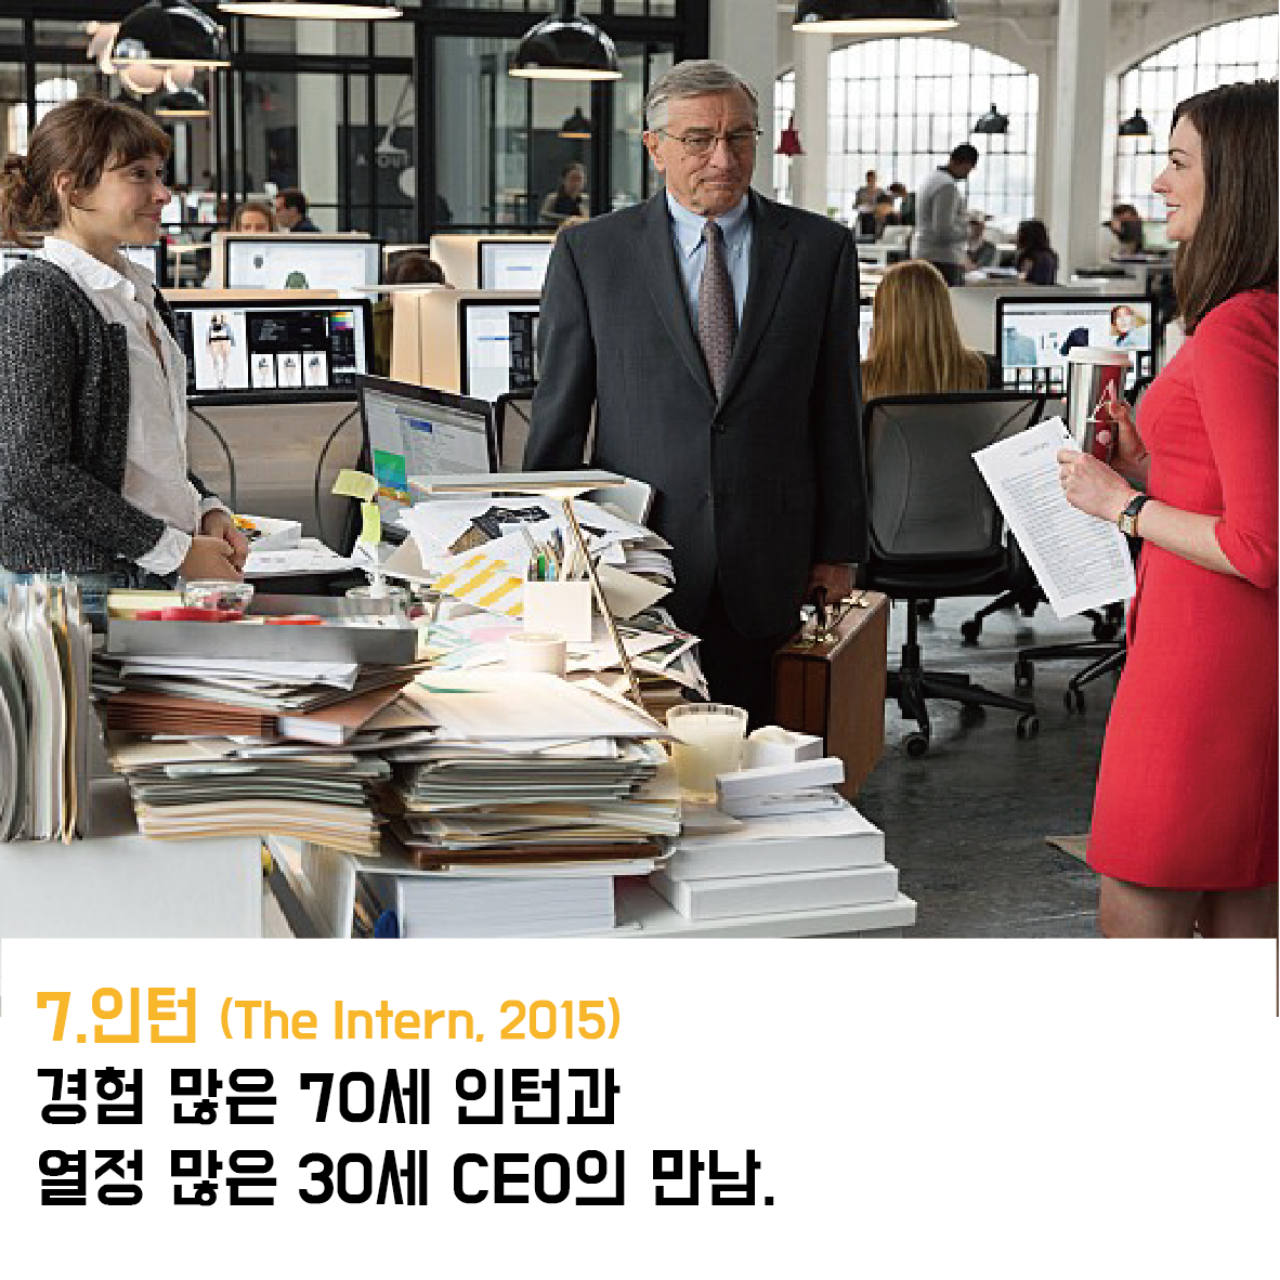 7.인턴 (The Intern, 2015)
경험 많은 70세 인턴과
열정 많은 30세 CEO의 만남.